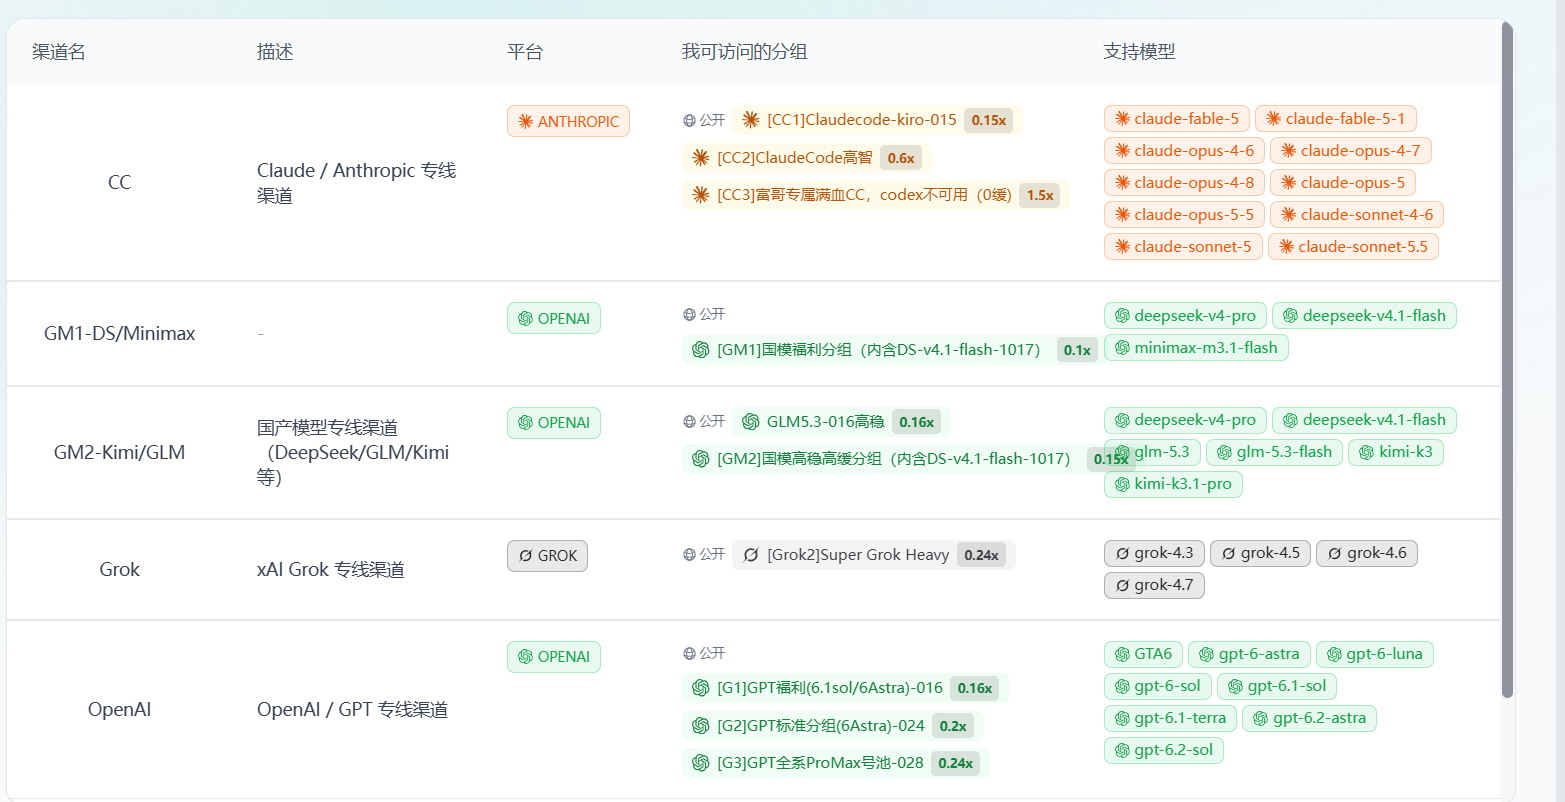 渠道名 描述 平台 我可访问的分组 支持模型
CC
Claude / Anthropic 专线
渠道
ANTHROPIC
公开 [CC1]Claudecode-kiro-015 0.15x
[CC2]ClaudeCode高智 0.6x
[CC3]富哥专属满血CC，codex不可用（0缓） 1.5x
claude-fable-5 claude-fable-5-1
claude-opus-4-6 claude-opus-4-7
claude-opus-4-8 claude-opus-5
claude-opus-5-5 claude-sonnet-4-6
claude-sonnet-5 claude-sonnet-5.5
GM1-DS/Minimax
-
OPENAI
公开
[GM1]国模福利分组（内含DS-v4.1-flash-1017） 0.1x
deepseek-v4-pro deepseek-v4.1-flash
minimax-m3.1-flash
GM2-Kimi/GLM
国产模型专线渠道
（DeepSeek/GLM/Kimi
等）
OPENAI
公开 GLM5.3-016高稳 0.16x
[GM2]国模高稳高缓分组（内含DS-v4.1-flash-1017） 0.15x
deepseek-v4-pro deepseek-v4.1-flash
glm-5.3 glm-5.3-flash kimi-k3
kimi-k3.1-pro
Grok
xAI Grok 专线渠道
GROK
公开 [Grok2]Super Grok Heavy 0.24x
grok-4.3 grok-4.5 grok-4.6
grok-4.7
OpenAI
OpenAI / GPT 专线渠道
OPENAI
公开
[G1]GPT福利(6.1sol/6Astra)-016 0.16x
[G2]GPT标准分组(6Astra)-024 0.2x
[G3]GPT全系ProMax号池-028 0.24x
GTA6 gpt-6-astra gpt-6-luna
gpt-6-sol gpt-6.1-sol
gpt-6.1-terra gpt-6.2-astra
gpt-6.2-sol